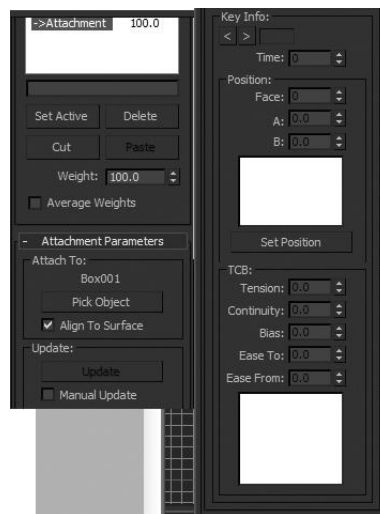 ->Attachment 100.0
Set Active Delete
Cut Paste
Weight: 100.0
Average Weights
- Attachment Parameters
Attach To:
Box001
Pick Object
Align To Surface
Update:
Update
Manual Update
Key Info:
< >
Time: 0
Position:
Face: 0
A: 0.0
B: 0.0
Set Position
TCB:
Tension: 0.0
Continuity: 0.0
Bias: 0.0
Ease To: 0.0
Ease From: 0.0